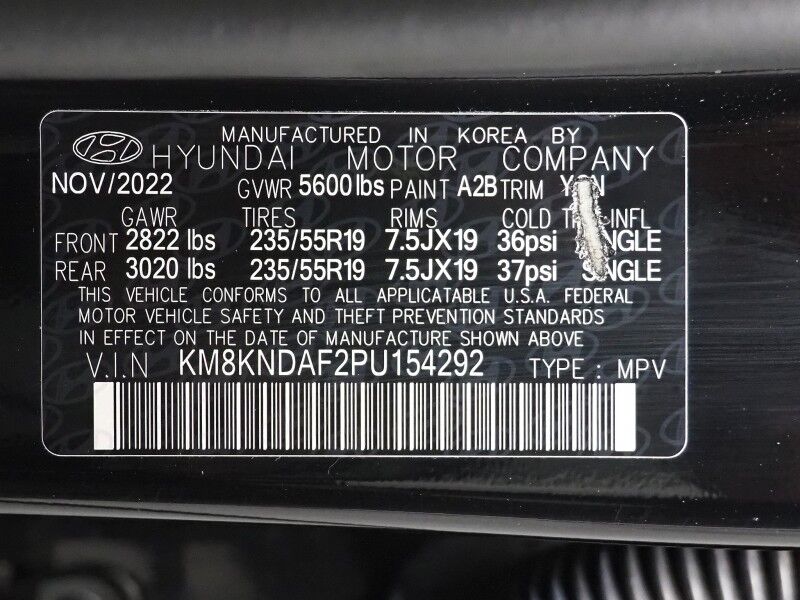 MANUFACTURED IN KOREA BY
HYUNDAI MOTOR COMPANY
NOV/2022 GVWR 5600 lbs PAINT A2B TRIM
GAWR TIRES RIMS COLD INFL
FRONT 2822 lbs 235/55R19 7.5JX19 36psi SINGLE
REAR 3020 lbs 235/55R19 7.5JX19 37psi SINGLE
THIS VEHICLE CONFORMS TO ALL APPLICATABLE U.S.A. FEDERAL
MOTOR VEHICLE SAFETY AND THEFT PREVENTION STANDARDS
IN EFFECT ON THE DATE OF MANUFACTURE SHOWN ABOVE
V.I.N KM8KNDAF2PU154292 TYPE : MPV